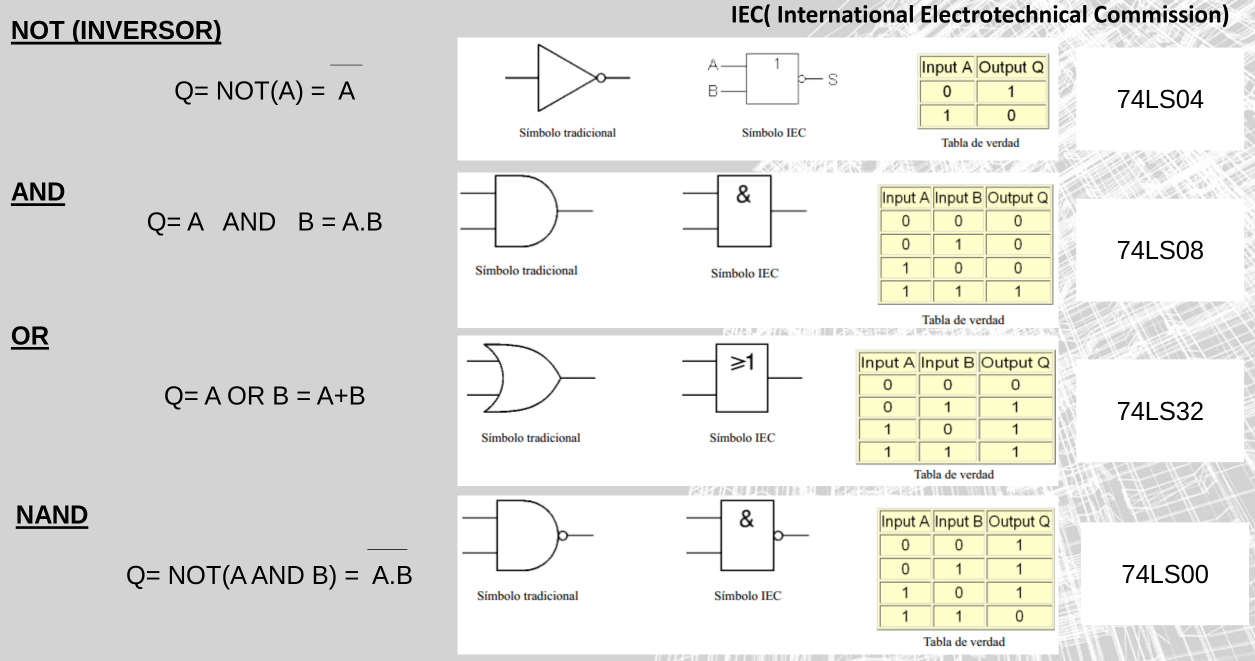 IEC( International Electrotechnical Commission)
NOT (INVERSOR)
Q= NOT(A) = A̅
A
B
1
S
Símbolo tradicional
Símbolo IEC
Input A Output Q
0 1
1 0
Tabla de verdad
74LS04
AND
Q= A AND B = A.B
&
Símbolo tradicional
Símbolo IEC
Input A Input B Output Q
0 0 0
0 1 0
1 0 0
1 1 1
Tabla de verdad
74LS08
OR
Q= A OR B = A+B
⩾1
Símbolo tradicional
Símbolo IEC
Input A Input B Output Q
0 0 0
0 1 1
1 0 1
1 1 1
Tabla de verdad
74LS32
NAND
Q= NOT(A AND B) = A̅.̅B̅
&
Símbolo tradicional
Símbolo IEC
Input A Input B Output Q
0 0 1
0 1 1
1 0 1
1 1 0
Tabla de verdad
74LS00